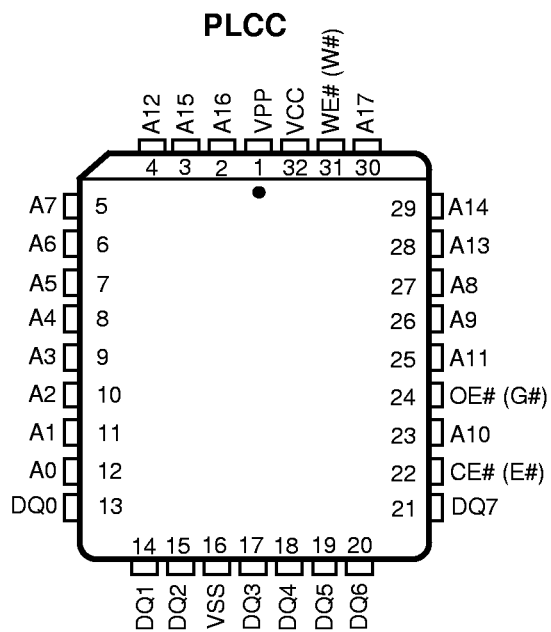 PLCC
A12 A15 A16 VPP VCC WE# (W#) A17
4 3 2 1 32 31 30
A7 5 29 A14
A6 6 28 A13
A5 7 27 A8
A4 8 26 A9
A3 9 25 A11
A2 10 24 OE# (G#)
A1 11 23 A10
A0 12 22 CE# (E#)
DQ0 13 21 DQ7
14 15 16 17 18 19 20
DQ1 DQ2 VSS DQ3 DQ4 DQ5 DQ6